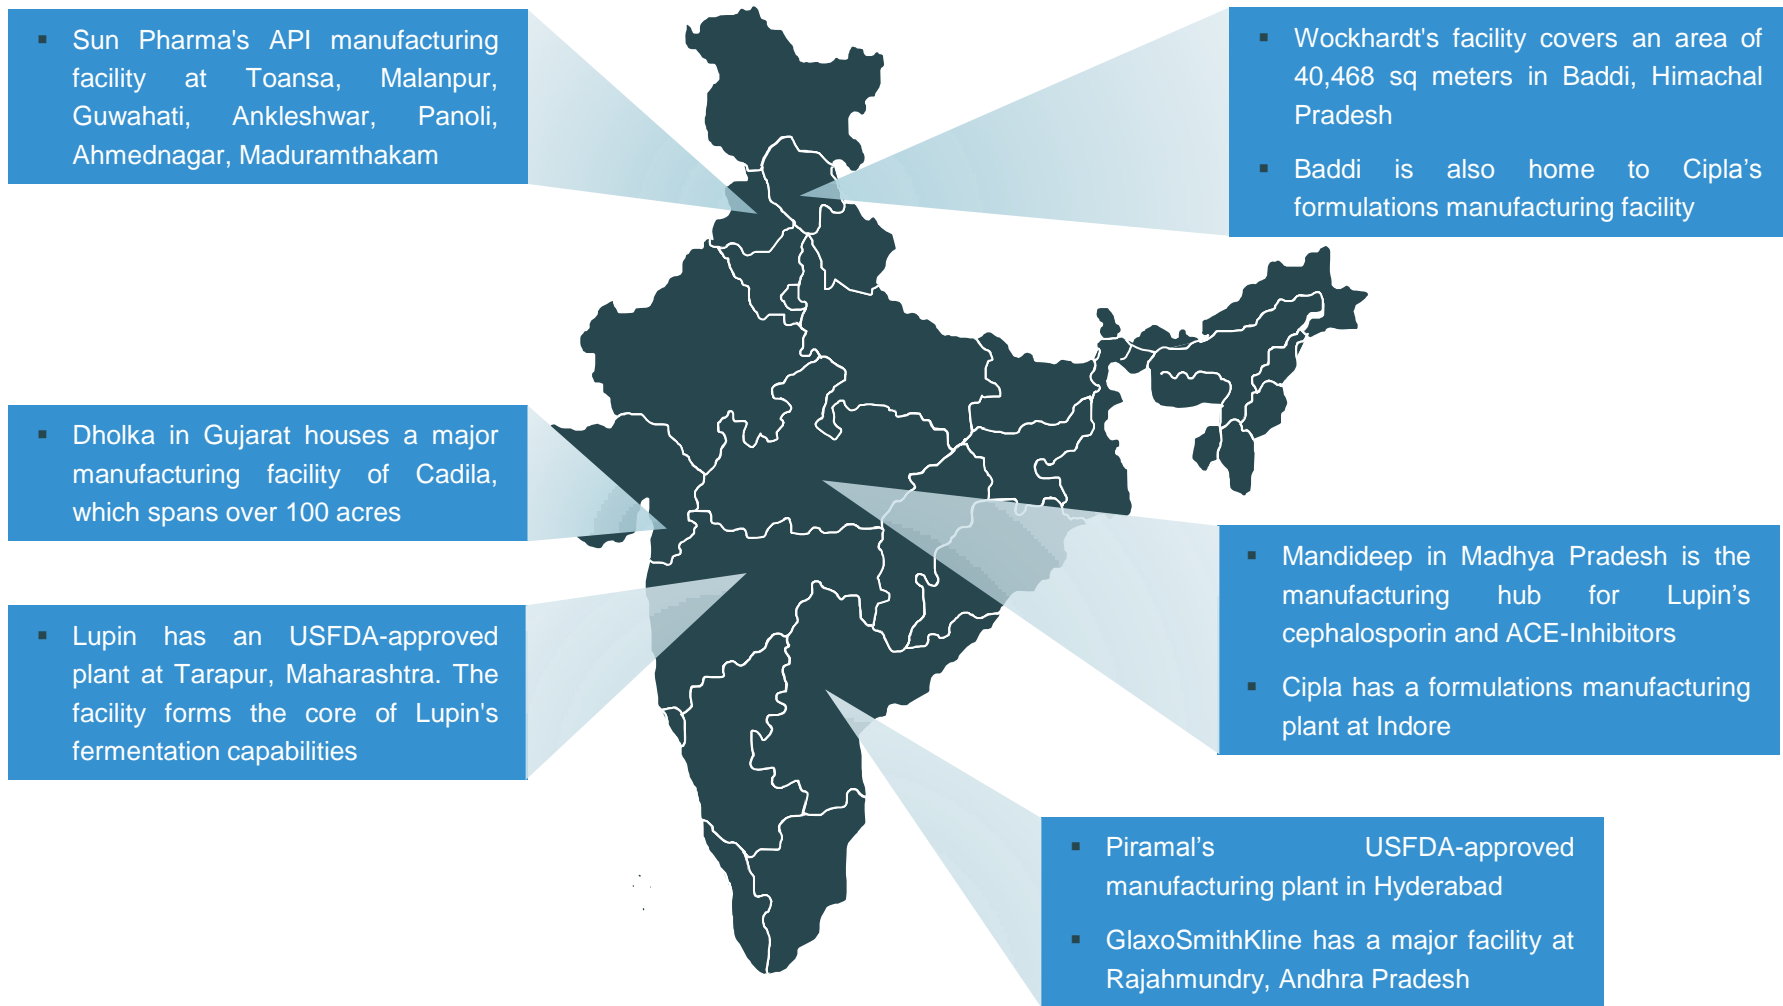 ▪ Sun Pharma's API manufacturing
facility at Toansa, Malanpur,
Guwahati, Ankleshwar, Panoli,
Ahmednagar, Maduramthakam
▪ Wockhardt's facility covers an area of
40,468 sq meters in Baddi, Himachal
Pradesh
▪ Baddi is also home to Cipla’s
formulations manufacturing facility
▪ Dholka in Gujarat houses a major
manufacturing facility of Cadila,
which spans over 100 acres
▪ Lupin has an USFDA-approved
plant at Tarapur, Maharashtra. The
facility forms the core of Lupin's
fermentation capabilities
▪ Mandideep in Madhya Pradesh is the
manufacturing hub for Lupin’s
cephalosporin and ACE-Inhibitors
▪ Cipla has a formulations manufacturing
plant at Indore
▪ Piramal’s USFDA-approved
manufacturing plant in Hyderabad
▪ GlaxoSmithKline has a major facility at
Rajahmundry, Andhra Pradesh